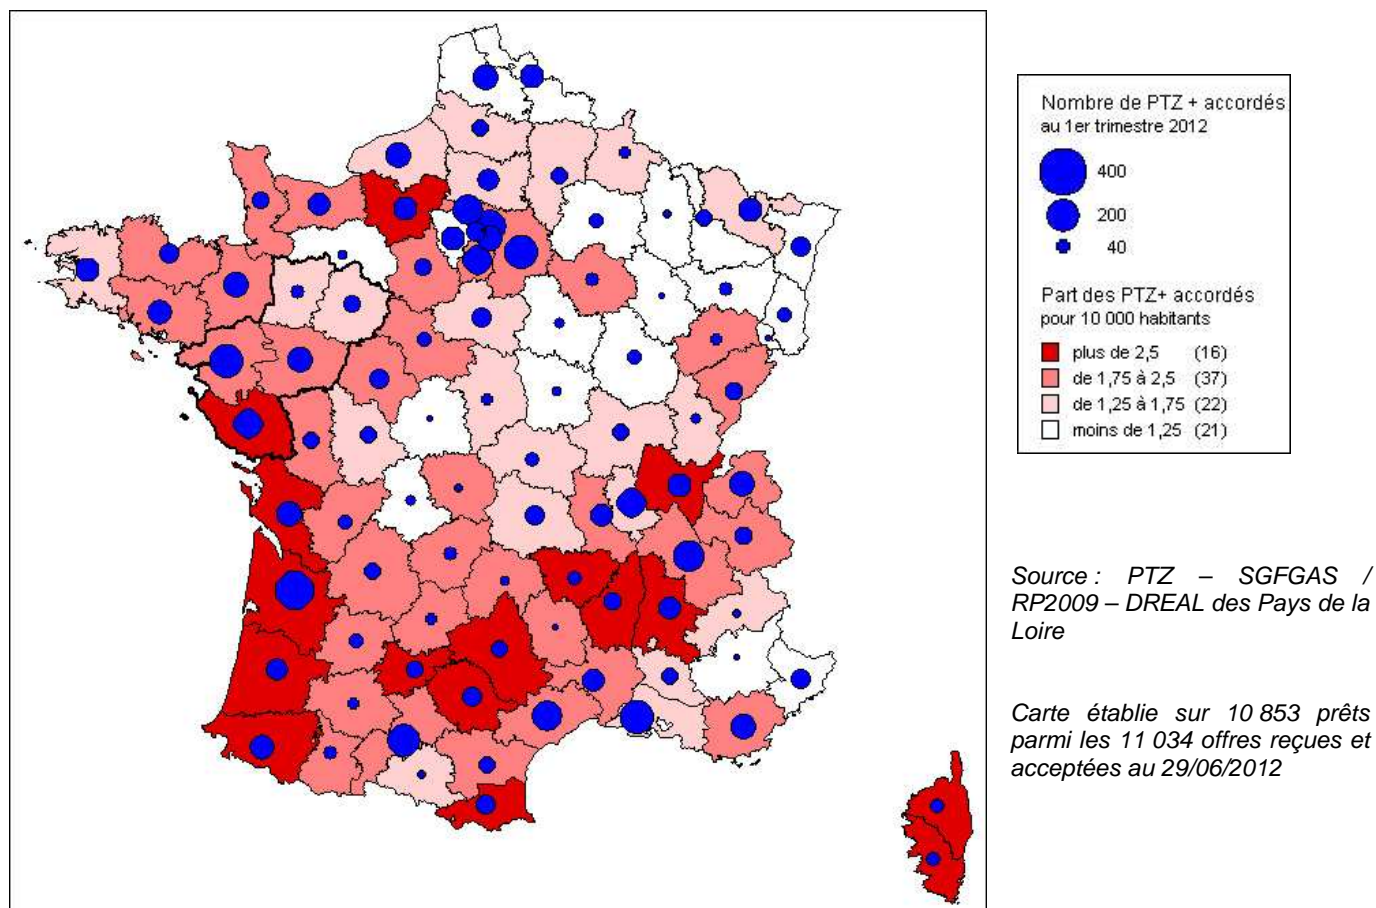 Nombre de PTZ + accordés
au 1er trimestre 2012
400
200
40
Part des PTZ+ accordés
pour 10 000 habitants
plus de 2,5 (16)
de 1,75 à 2,5 (37)
de 1,25 à 1,75 (22)
moins de 1,25 (21)
Source : PTZ – SGFGAS /
RP2009 – DREAL des Pays de la
Loire
Carte établie sur 10 853 prêts
parmi les 11 034 offres reçues et
acceptées au 29/06/2012